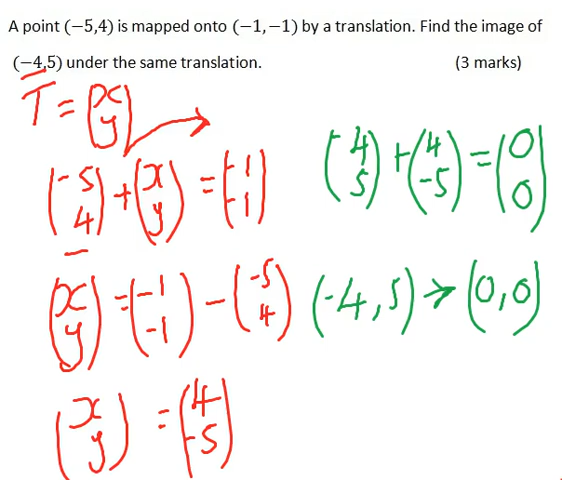 A point (−5,4) is mapped onto (−1,−1) by a translation. Find the image of
(−4,5) under the same translation. (3 marks)
T = (x y)
(-5 4) + (x y) = (-1 -1)
(x y) = (-1 -1) - (-5 4)
(x y) = (4 -5)
(-4 5) + (4 -5) = (0 0)
(-4,5) → (0,0)